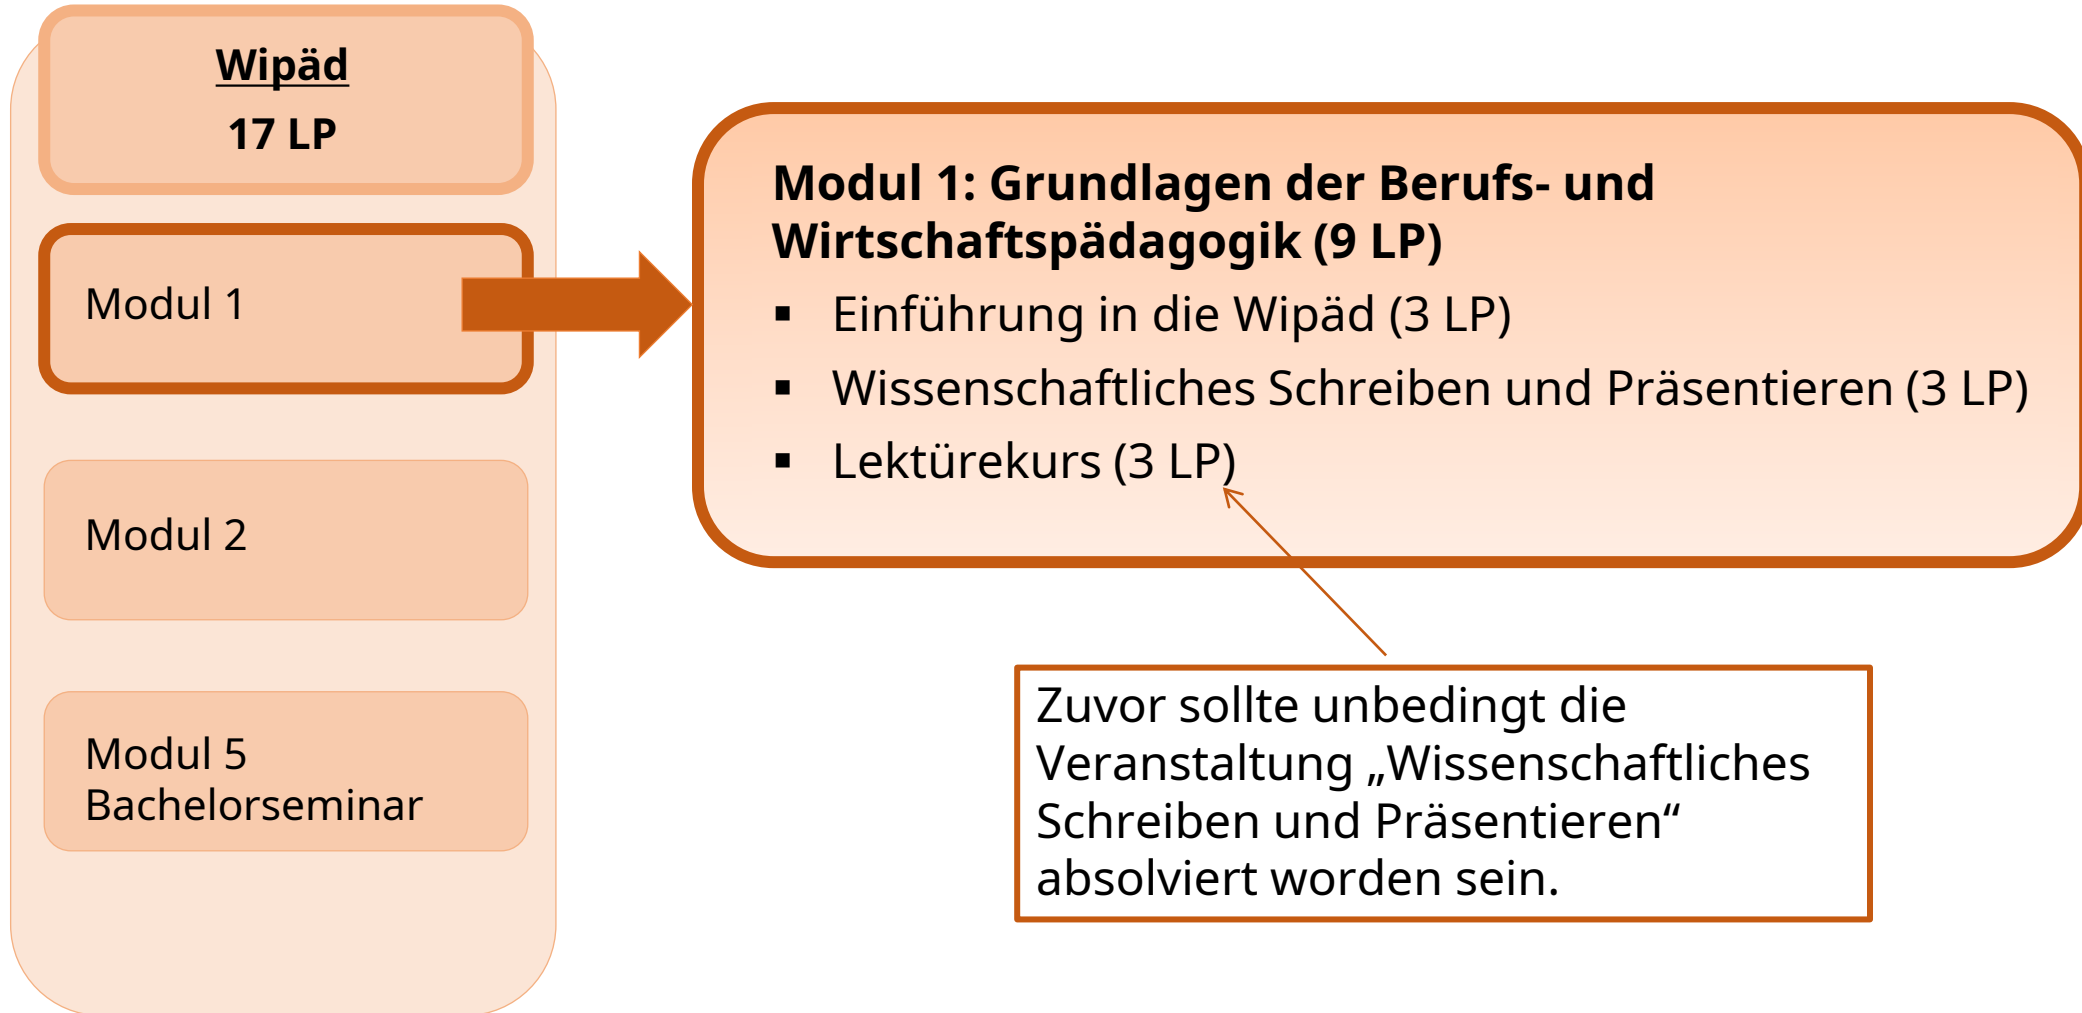 Wipäd
17 LP
Modul 1
Modul 2
Modul 5
Bachelorseminar
Modul 1: Grundlagen der Berufs- und
Wirtschaftspädagogik (9 LP)
▪ Einführung in die Wipäd (3 LP)
▪ Wissenschaftliches Schreiben und Präsentieren (3 LP)
▪ Lektürekurs (3 LP)
Zuvor sollte unbedingt die
Veranstaltung „Wissenschaftliches
Schreiben und Präsentieren“
absolviert worden sein.